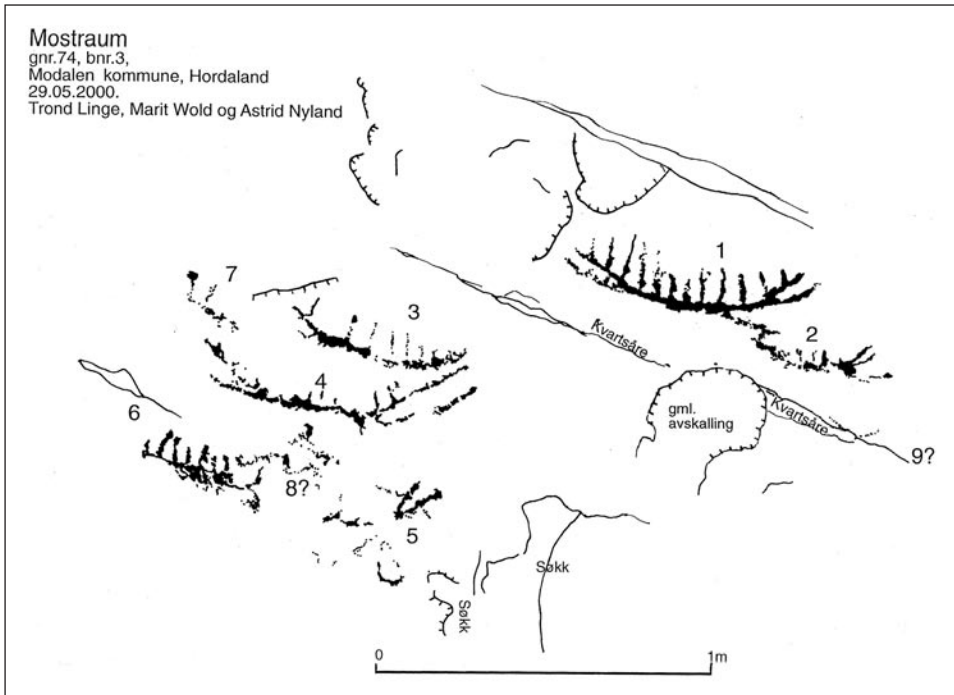 Mostraum
gnr.74, bnr.3,
Modalen kommune, Hordaland
29.05.2000.
Trond Linge, Marit Wold og Astrid Nyland
1
7
3
Kvartsåre
2
4
6
gml.
avskalling
Kvartsåre
9?
8?
5
Søkk
Søkk
0
1m